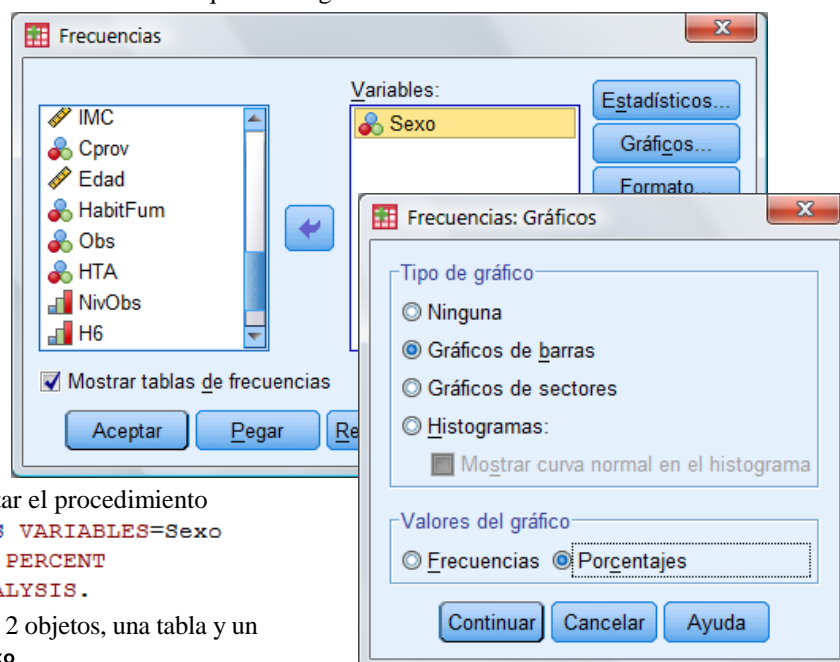 Frecuencias
Variables:
IMC
Cprov
Edad
HabitFum
Obs
HTA
NivObs
H6
Sexo
Estadísticos...
Gráficos...
Formato...
Mostrar tablas de frecuencias
Aceptar
Pegar
Frecuencias: Gráficos
Tipo de gráfico
Ninguna
Gráficos de barras
Gráficos de sectores
Histogramas:
Mostrar curva normal en el histograma
Valores del gráfico
Frecuencias Porcentajes
Continuar Cancelar Ayuda
ar el procedimiento
VARIABLES=Sexo
PERCENT
ALYSIS.
2 objetos, una tabla y un